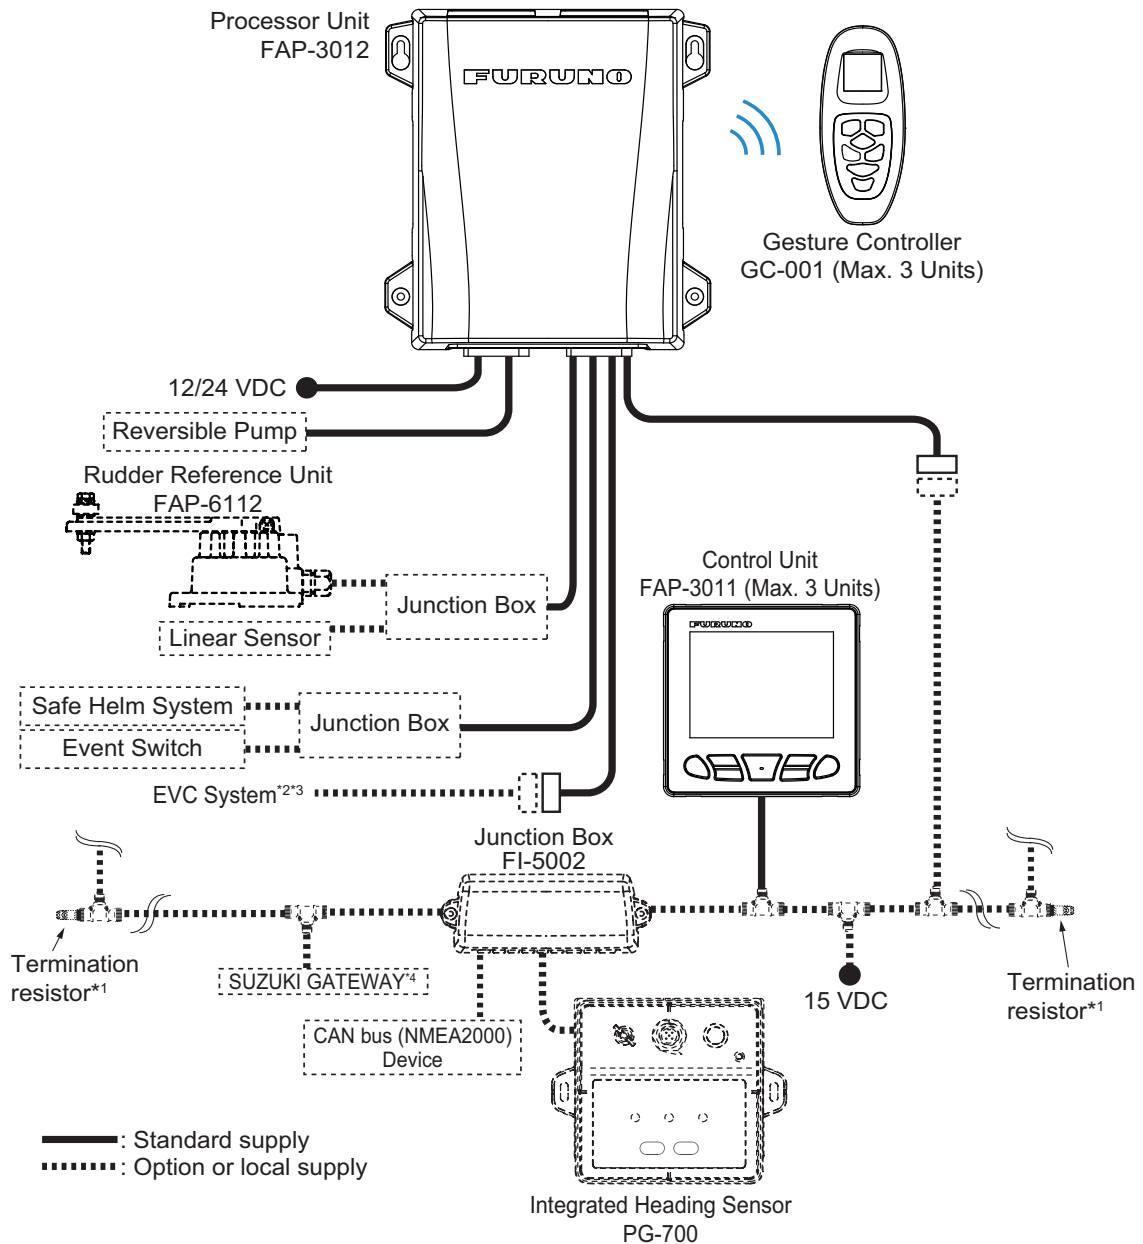 Processor Unit
FAP-3012
FURUNO
Gesture Controller
GC-001 (Max. 3 Units)
12/24 VDC
Reversible Pump
Rudder Reference Unit
FAP-6112
Junction Box
Linear Sensor
Control Unit
FAP-3011 (Max. 3 Units)
FURUNO
Safe Helm System
Junction Box
Event Switch
EVC System*2*3
Junction Box
FI-5002
Termination
resistor*1
SUZUKI GATEWAY*4
15 VDC
Termination
resistor*1
CAN bus (NMEA2000)
Device
: Standard supply
: Option or local supply
Integrated Heading Sensor
PG-700